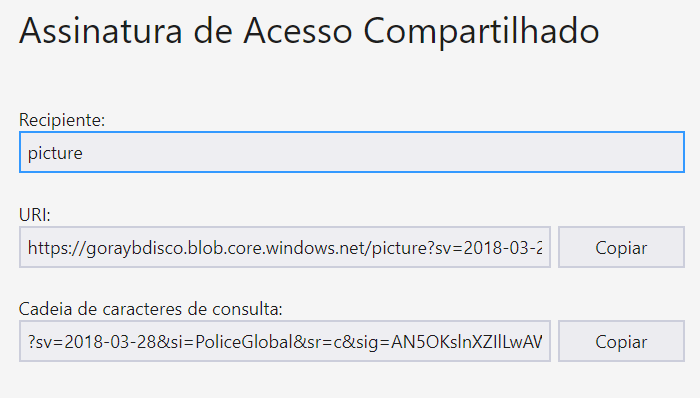 Assinatura de Acesso Compartilhado
Recipiente:
picture
URI:
https://goraybdisco.blob.core.windows.net/picture?sv=2018-03-2
Copiar
Cadeia de caracteres de consulta:
?sv=2018-03-28&si=PoliceGlobal&sr=c&sig=AN5OKslnXZIlLwAW
Copiar